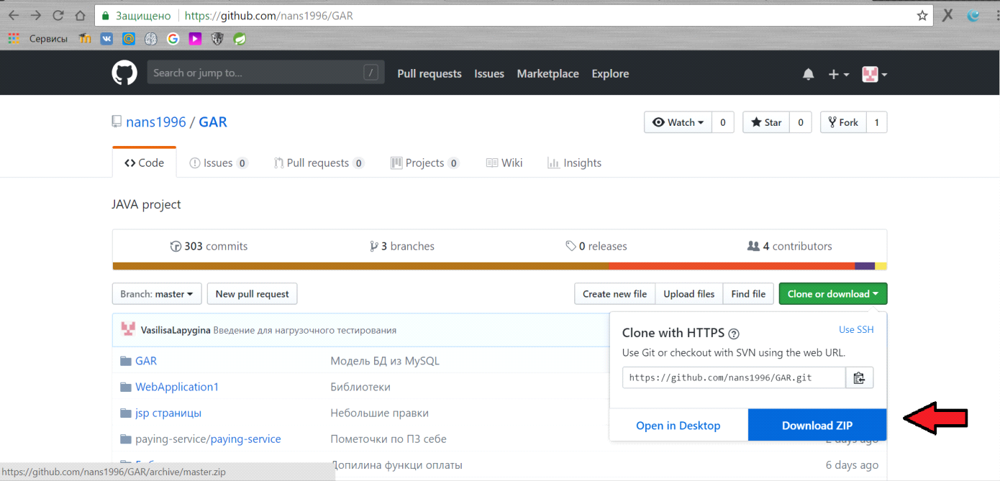 Защищено https://github.com/nans1996/GAR
Сервисы
Search or jump to... / Pull requests Issues Marketplace Explore
nans1996 / GAR Watch 0 Star 0 Fork 1
Code Issues 0 Pull requests 0 Projects 0 Wiki Insights
JAVA project
303 commits 3 branches 0 releases 4 contributors
Branch: master New pull request Create new file Upload files Find file Clone or download
VasilisaLapygina Введение для нагрузочного тестирования
Clone with HTTPS Use SSH
Use Git or checkout with SVN using the web URL.
https://github.com/nans1996/GAR.git
Open in Desktop Download ZIP
GAR Модель БД из MySQL
WebApplication1 Библиотеки
jsp страницы Небольшие правки
paying-service/paying-service Пометочки по ПЗ себе 2 days ago
Допилина функци оплаты 6 days ago
https://github.com/nans1996/GAR/archive/master.zip